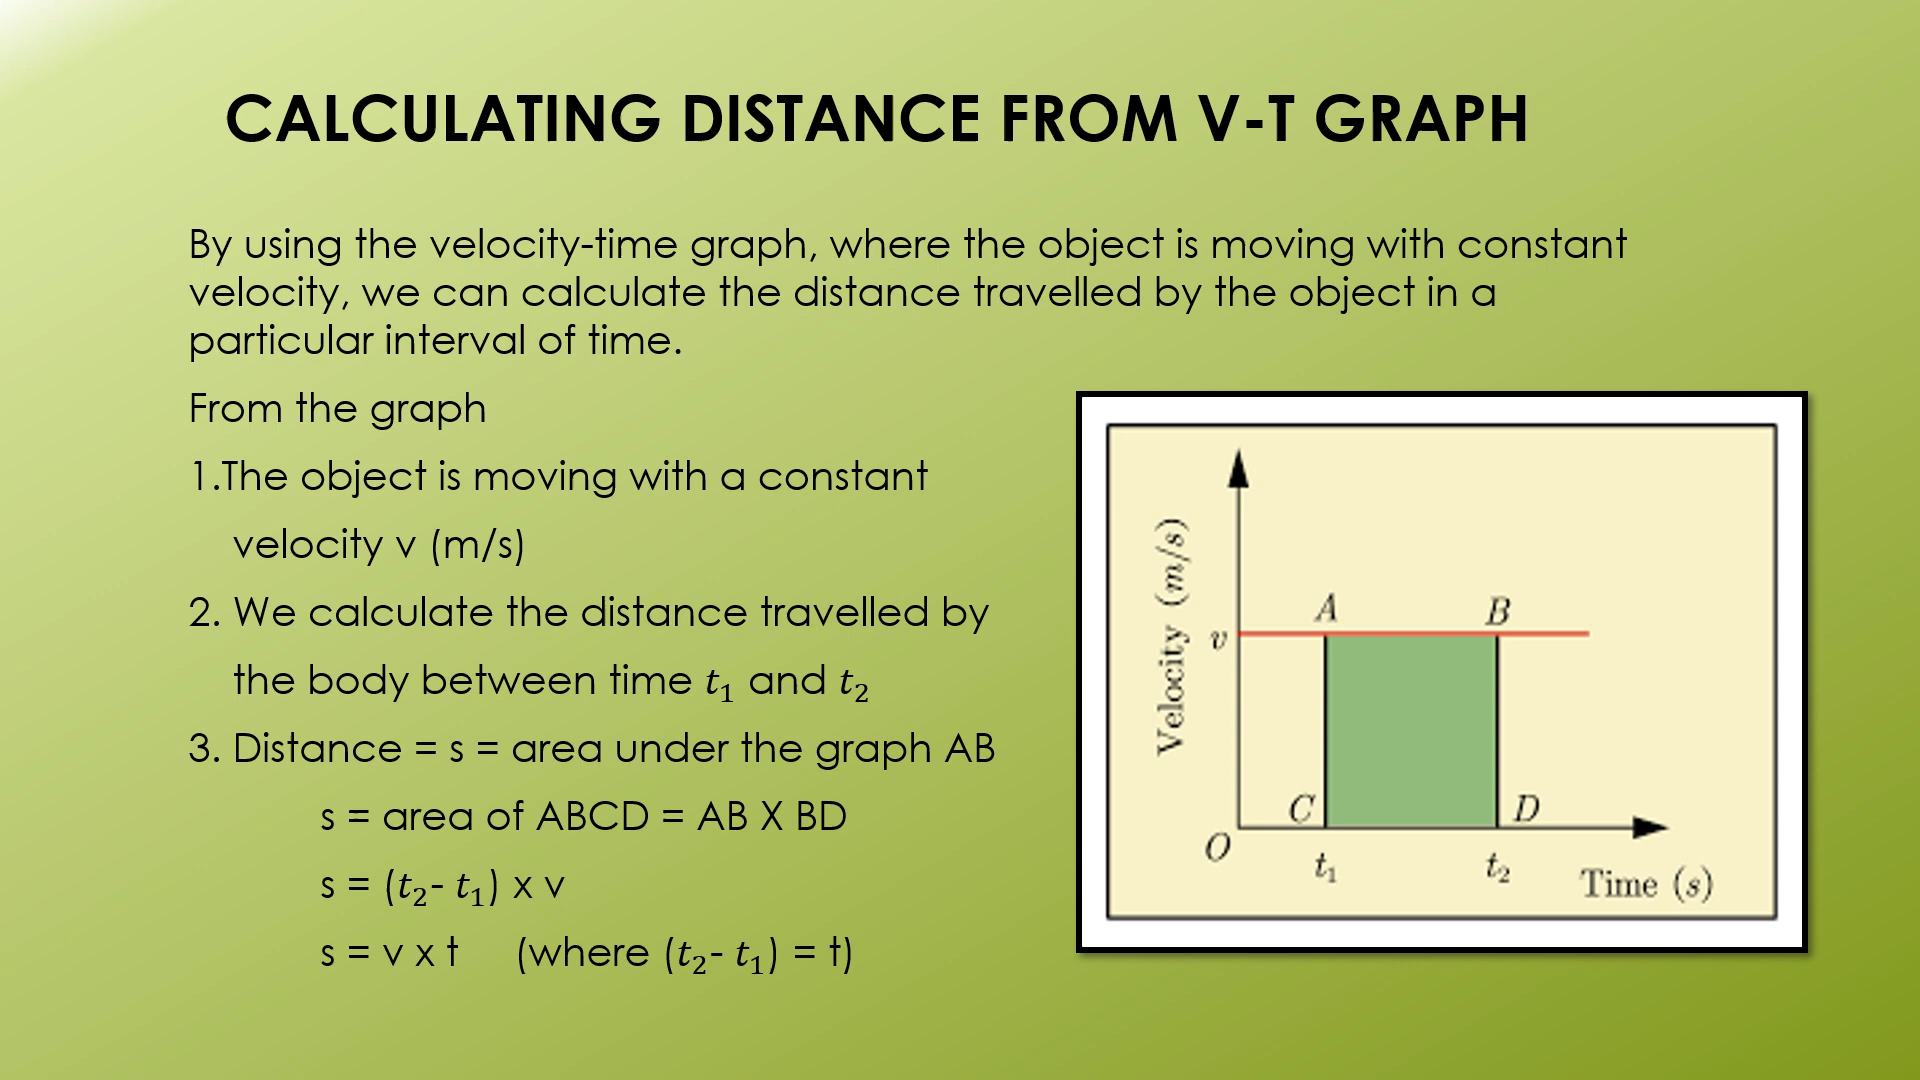 CALCULATING DISTANCE FROM V-T GRAPH
By using the velocity-time graph, where the object is moving with constant
velocity, we can calculate the distance travelled by the object in a
particular interval of time.
From the graph
1.The object is moving with a constant
velocity v (m/s)
2. We calculate the distance travelled by
the body between time t₁ and t₂
3. Distance = s = area under the graph AB
s = area of ABCD = AB X BD
s = (t₂- t₁) x v
s = v x t (where (t₂- t₁) = t)
Velocity (m/s)
A B
v
C D
O
t₁ t₂
Time (s)